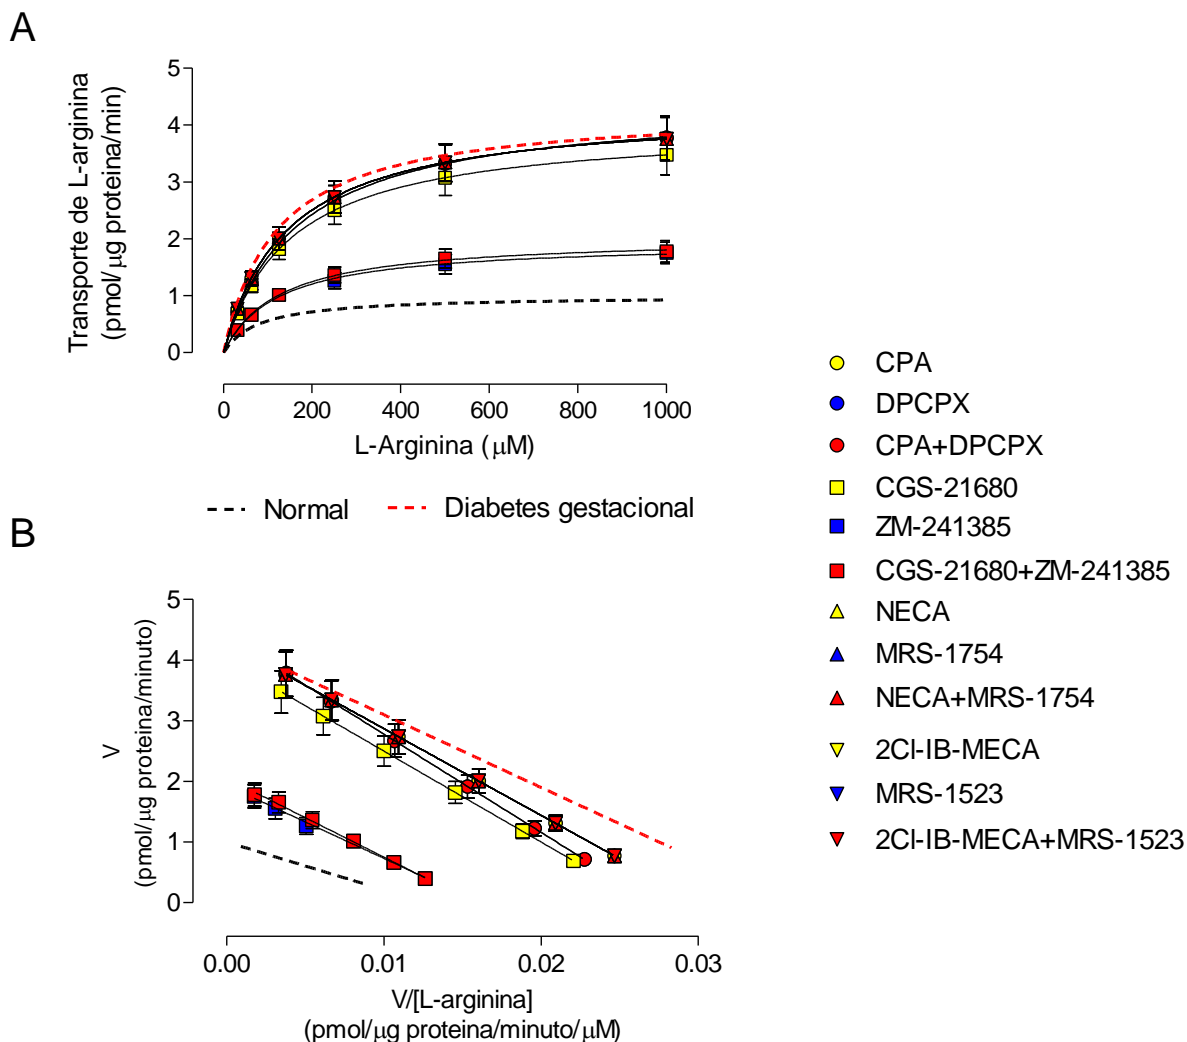 A
Transporte de L-arginina
(pmol/μg proteina/min)
5
4
3
2
1
0
0
200
400
600
800
1000
L-Arginina (μM)
Normal
Diabetes gestacional
B
V
(pmol/μg proteina/minuto)
5
4
3
2
1
0
0.00
0.01
0.02
0.03
V/[L-arginina]
(pmol/μg proteina/minuto/μM)
CPA
DPCPX
CPA+DPCPX
CGS-21680
ZM-241385
CGS-21680+ZM-241385
NECA
MRS-1754
NECA+MRS-1754
2Cl-IB-MECA
MRS-1523
2Cl-IB-MECA+MRS-1523